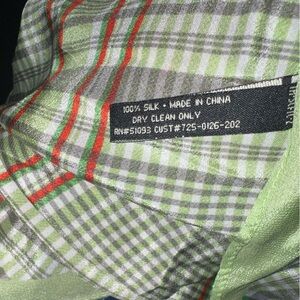 100% SILK • MADE IN CHINA
DRY CLEAN ONLY
RN#51093 CUST#725-0126-202